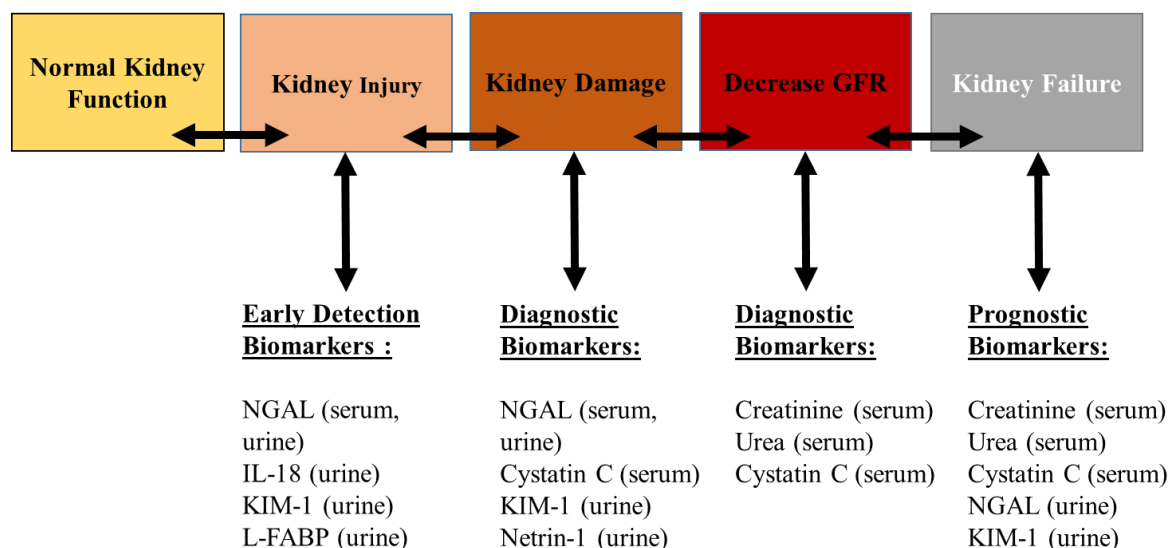 Normal Kidney
Function
Kidney Injury
Kidney Damage
Decrease GFR
Kidney Failure
Early Detection
Biomarkers :
NGAL (serum,
urine)
IL-18 (urine)
KIM-1 (urine)
L-FABP (urine)
Diagnostic
Biomarkers:
NGAL (serum,
urine)
Cystatin C (serum)
KIM-1 (urine)
Netrin-1 (urine)
Diagnostic
Biomarkers:
Creatinine (serum)
Urea (serum)
Cystatin C (serum)
Prognostic
Biomarkers:
Creatinine (serum)
Urea (serum)
Cystatin C (serum)
NGAL (urine)
KIM-1 (urine)